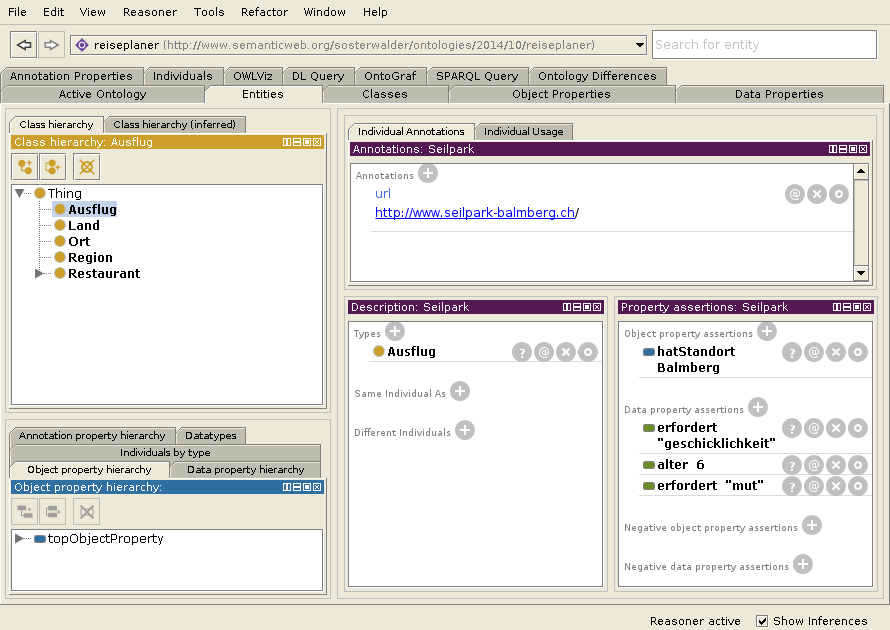 File Edit View Reasoner Tools Refactor Window Help
reiseplaner (http://www.semanticweb.org/sosterwalder/ontologies/2014/10/reiseplaner)
Search for entity
Annotation Properties Individuals OWLViz DL Query OntoGraf SPARQL Query Ontology Differences
Active Ontology Entities Classes Object Properties Data Properties
Class hierarchy Class hierarchy (inferred)
Class hierarchy: Ausflug
Thing
Ausflug
Land
Ort
Region
Restaurant
Annotation property hierarchy Datatypes
Individuals by type
Object property hierarchy Data property hierarchy
Object property hierarchy:
topObjectProperty
Individual Annotations Individual Usage
Annotations: Seilpark
Annotations
url
http://www.seilpark-balmberg.ch/
Description: Seilpark
Types
Ausflug
Same Individual As
Different Individuals
Property assertions: Seilpark
Object property assertions
hatStandort
Balmberg
Data property assertions
erfordert
"geschicklichkeit"
alter 6
erfordert "mut"
Negative object property assertions
Negative data property assertions
Reasoner active Show Inferences